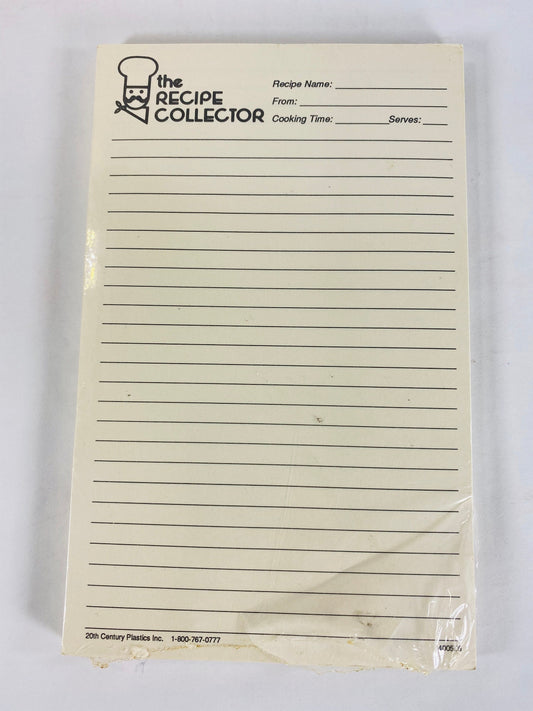 the
RECIPE
COLLECTOR
Recipe Name:
From:
Cooking Time: Serves:
20th Century Plastics Inc. 1-800-767-0777